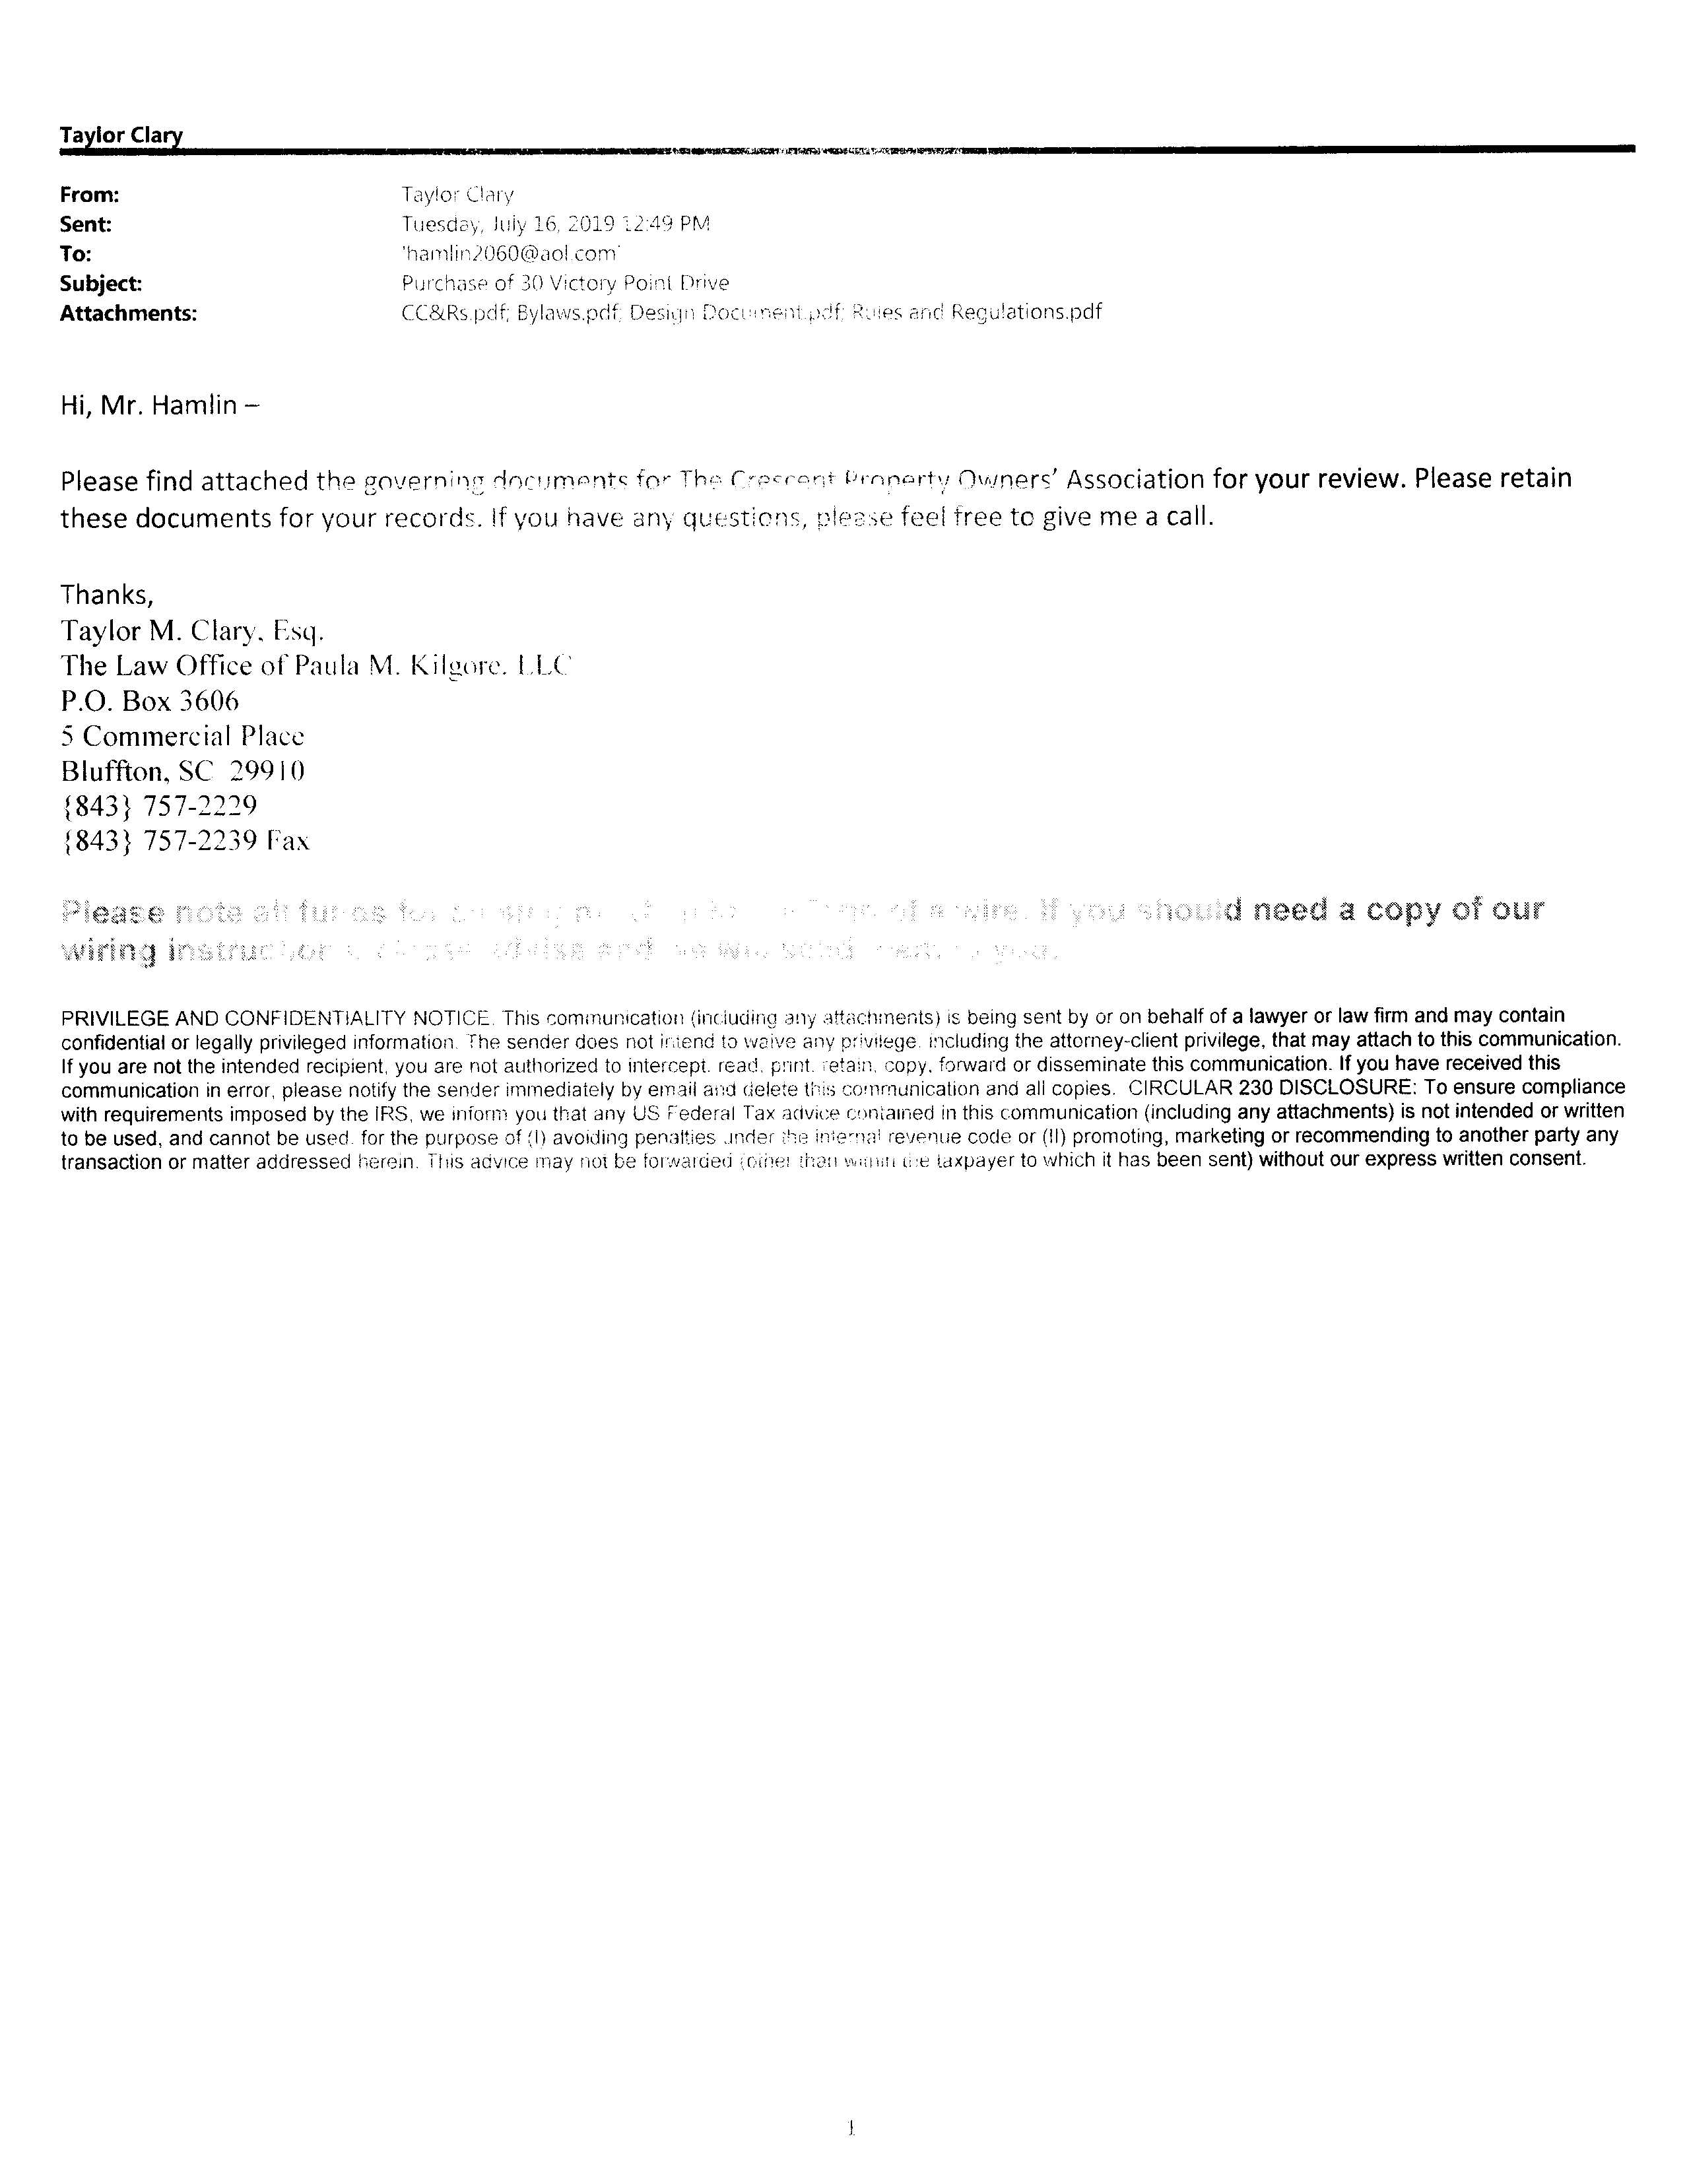 Taylor Clary
From: Taylor Clary
Sent: Tuesday, July 16, 2019 12:49 PM
To: 'hamlin2060@aol.com'
Subject: Purchase of 30 Victory Point Drive
Attachments: CC&Rs.pdf; Bylaws.pdf; Design Document.pdf; Rules and Regulations.pdf
Hi, Mr. Hamlin –
Please find attached the governing documents for The Crescent Property Owners' Association for your review. Please retain
these documents for your records. If you have any questions, please feel free to give me a call.
Thanks,
Taylor M. Clary, Esq.
The Law Office of Paula M. Kilgore, LLC
P.O. Box 3606
5 Commercial Place
Bluffton, SC 29910
{843} 757-2229
{843} 757-2239 Fax
Please note all funds for of a wire. If you should need a copy of our
wiring instructions, please advise and we will send them to you.
PRIVILEGE AND CONFIDENTIALITY NOTICE. This communication (including any attachments) is being sent by or on behalf of a lawyer or law firm and may contain
confidential or legally privileged information. The sender does not intend to waive any privilege, including the attorney-client privilege, that may attach to this communication.
If you are not the intended recipient, you are not authorized to intercept, read, print, retain, copy, forward or disseminate this communication. If you have received this
communication in error, please notify the sender immediately by email and delete this communication and all copies. CIRCULAR 230 DISCLOSURE: To ensure compliance
with requirements imposed by the IRS, we inform you that any US Federal Tax advice contained in this communication (including any attachments) is not intended or written
to be used, and cannot be used, for the purpose of (I) avoiding penalties under the internal revenue code or (II) promoting, marketing or recommending to another party any
transaction or matter addressed herein. This advice may not be forwarded (other than within the taxpayer to which it has been sent) without our express written consent.
1